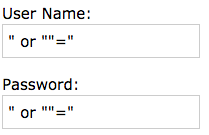 User Name:
" or ""="
Password:
" or ""="